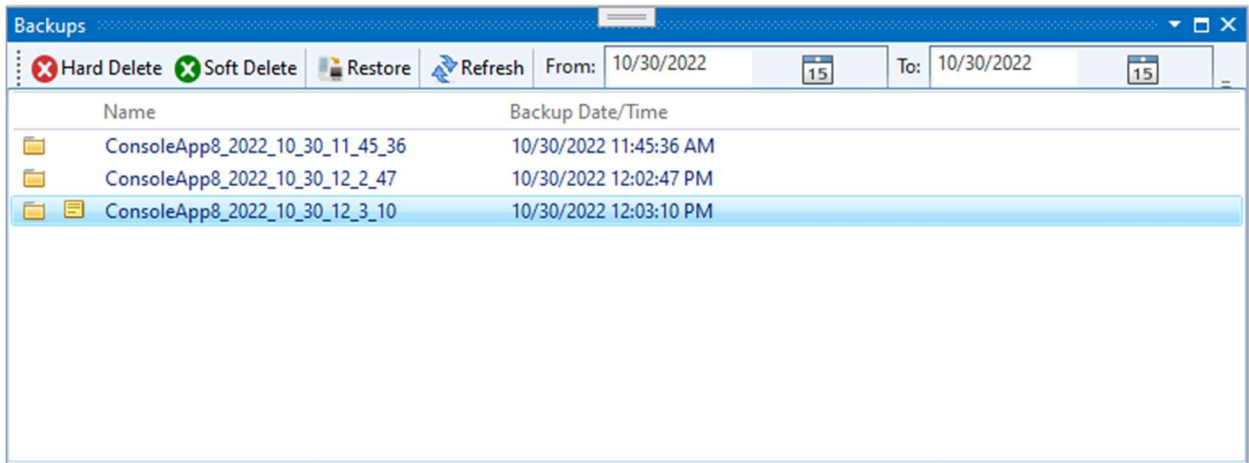 Backups
Hard Delete Soft Delete Restore Refresh From: 10/30/2022 15 To: 10/30/2022 15
Name Backup Date/Time
ConsoleApp8_2022_10_30_11_45_36 10/30/2022 11:45:36 AM
ConsoleApp8_2022_10_30_12_2_47 10/30/2022 12:02:47 PM
ConsoleApp8_2022_10_30_12_3_10 10/30/2022 12:03:10 PM